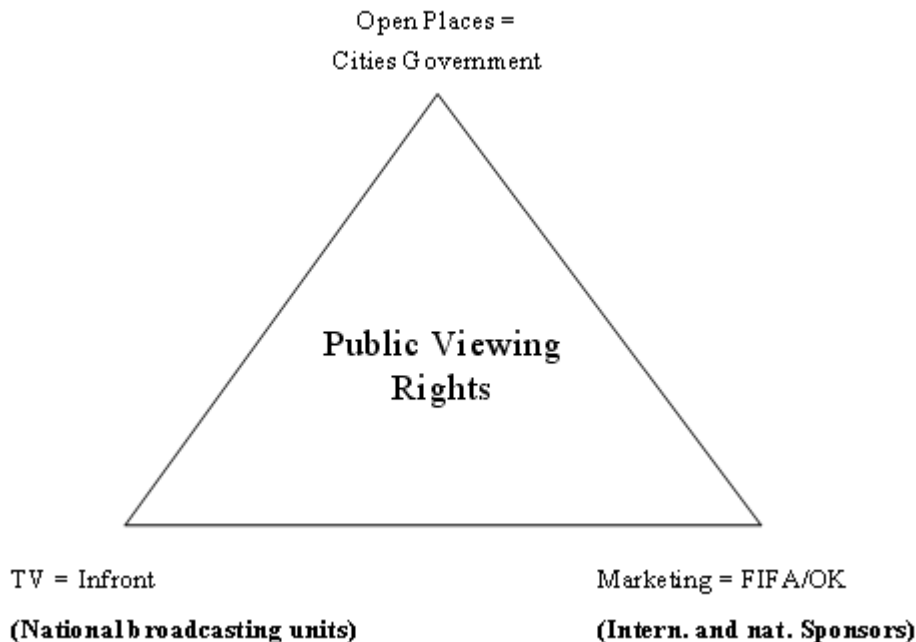 Open Places =
Cities Government
Public Viewing
Rights
TV = Infront
Marketing = FIFA/OK
(National broadcasting units)
(Intern. and nat. Sponsors)